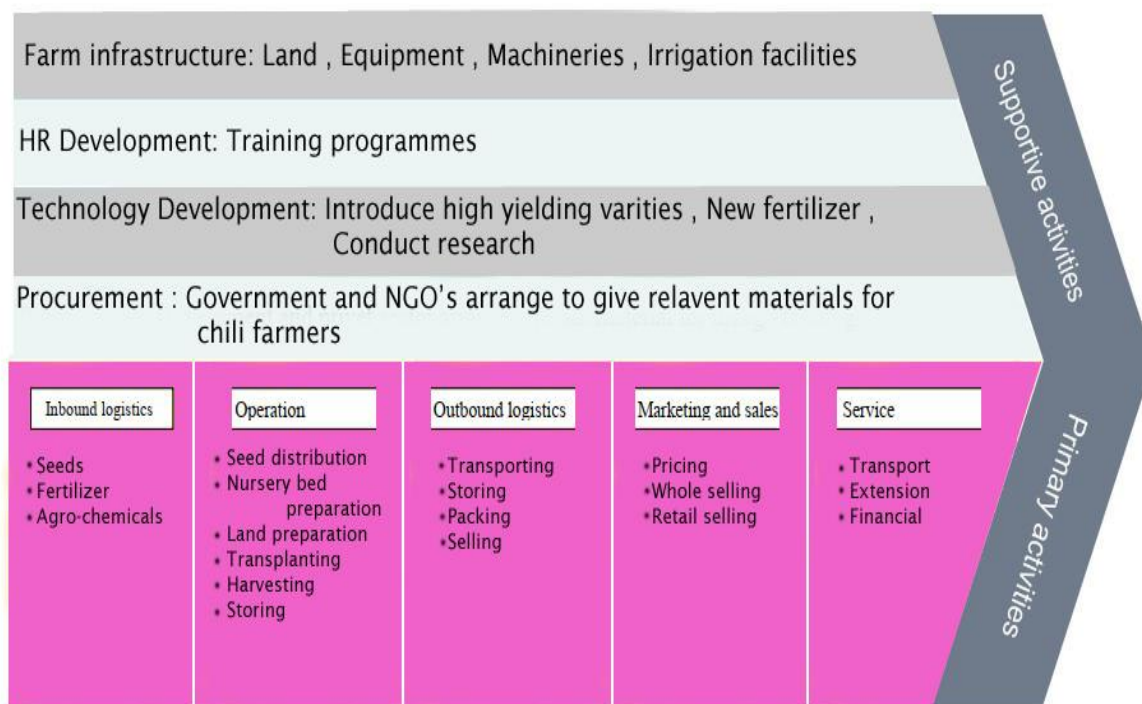 Farm infrastructure: Land , Equipment , Machineries , Irrigation facilities
HR Development: Training programmes
Technology Development: Introduce high yielding varities , New fertilizer ,
Conduct research
Procurement : Government and NGO's arrange to give relavent materials for
chili farmers
Supportive activities
Inbound logistics
* Seeds
* Fertilizer
* Agro-chemicals
Operation
* Seed distribution
* Nursery bed
preparation
* Land preparation
* Transplanting
* Harvesting
* Storing
Outbound logistics
*Transporting
*Storing
*Packing
*Selling
Marketing and sales
*Pricing
*Whole selling
*Retail selling
Service
* Transport
* Extension
* Financial
Primary activities